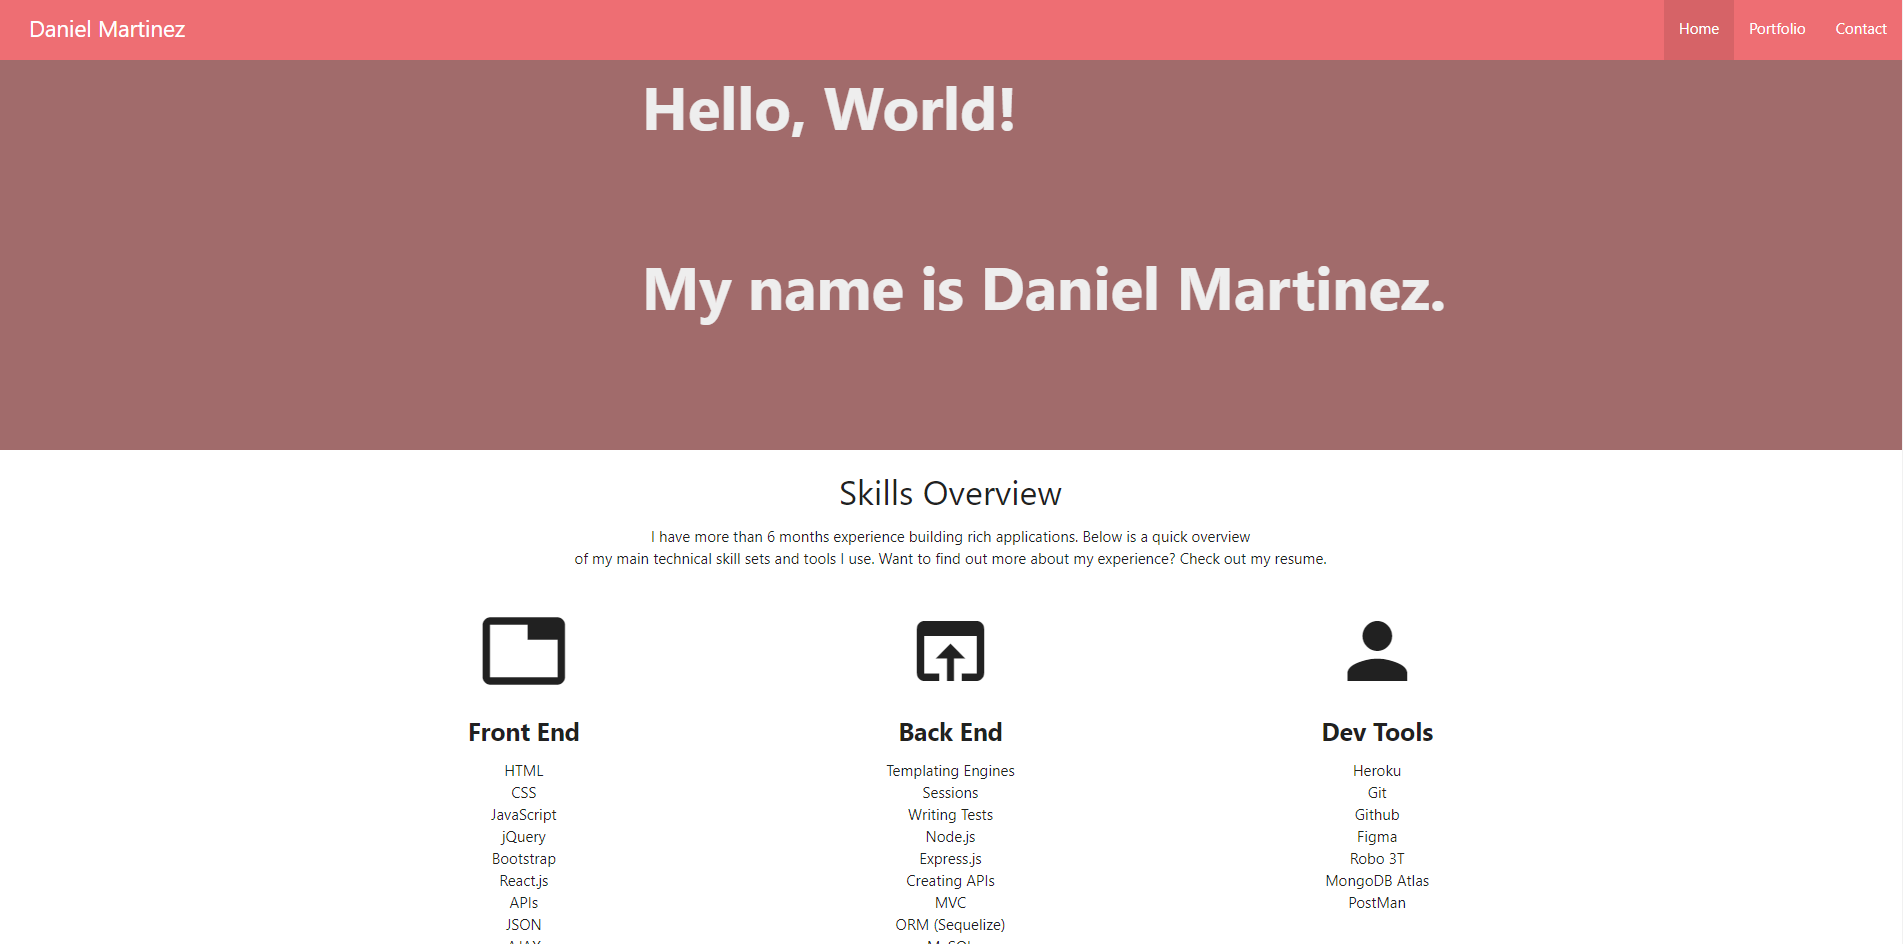 Daniel Martinez
Home
Portfolio
Contact
Hello, World!
My name is Daniel Martinez.
Skills Overview
I have more than 6 months experience building rich applications. Below is a quick overview
of my main technical skill sets and tools I use. Want to find out more about my experience? Check out my resume.
Front End
HTML
CSS
JavaScript
jQuery
Bootstrap
React.js
APIs
JSON
Back End
Templating Engines
Sessions
Writing Tests
Node.js
Express.js
Creating APIs
MVC
ORM (Sequelize)
Dev Tools
Heroku
Git
Github
Figma
Robo 3T
MongoDB Atlas
PostMan